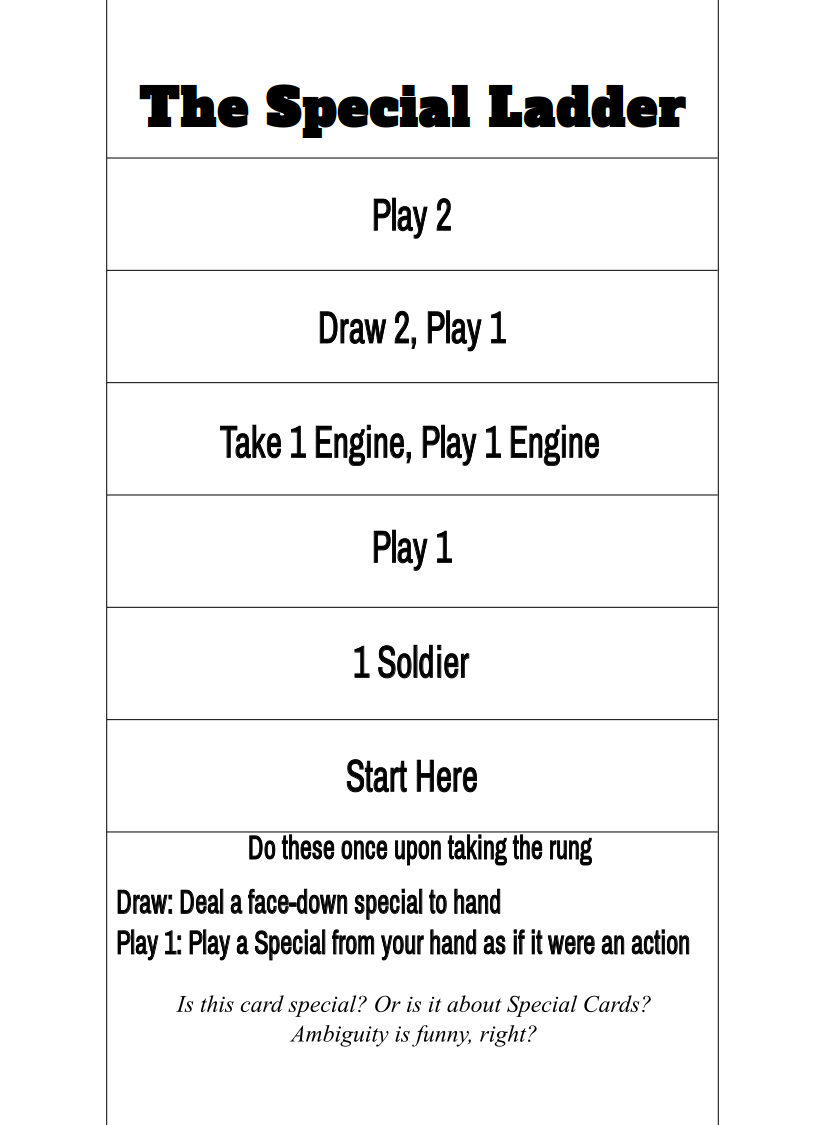 The Special Ladder
Play 2
Draw 2, Play 1
Take 1 Engine, Play 1 Engine
Play 1
1 Soldier
Start Here
Do these once upon taking the rung
Draw: Deal a face-down special to hand
Play 1: Play a Special from your hand as if it were an action
Is this card special? Or is it about Special Cards?
Ambiguity is funny, right?